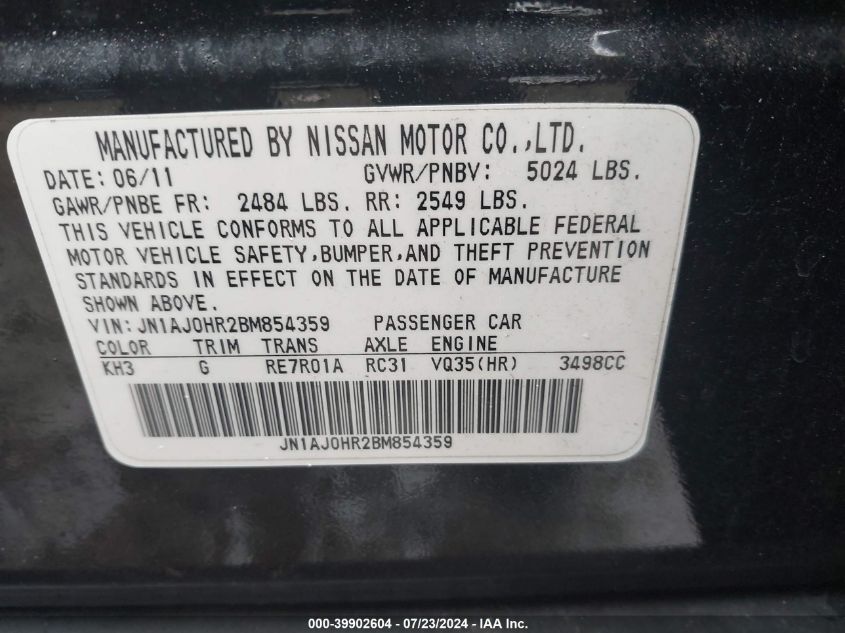 MANUFACTURED BY NISSAN MOTOR CO.,LTD.
DATE: 06/11 GVWR/PNBV: 5024 LBS.
GAWR/PNBE FR: 2484 LBS. RR: 2549 LBS.
THIS VEHICLE CONFORMS TO ALL APPLICABLE FEDERAL
MOTOR VEHICLE SAFETY,BUMPER,AND THEFT PREVENTION
STANDARDS IN EFFECT ON THE DATE OF MANUFACTURE
SHOWN ABOVE.
VIN: JN1AJ0HR2BM854359 PASSENGER CAR
COLOR TRIM TRANS AXLE ENGINE
KH3 G RE7R01A RC31 VQ35(HR) 3498CC
JN1AJ0HR2BM854359
000-39902604 / 07/23/2024 - IAA Inc.